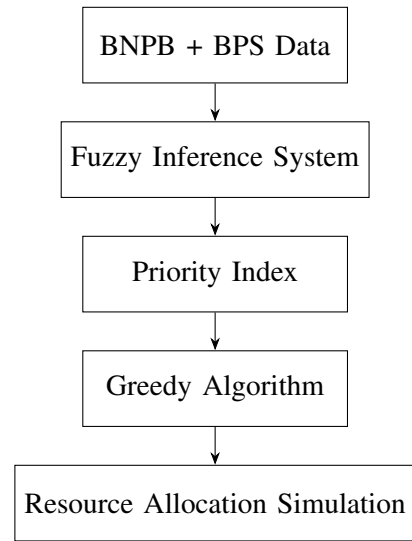 BNPB + BPS Data
Fuzzy Inference System
Priority Index
Greedy Algorithm
Resource Allocation Simulation